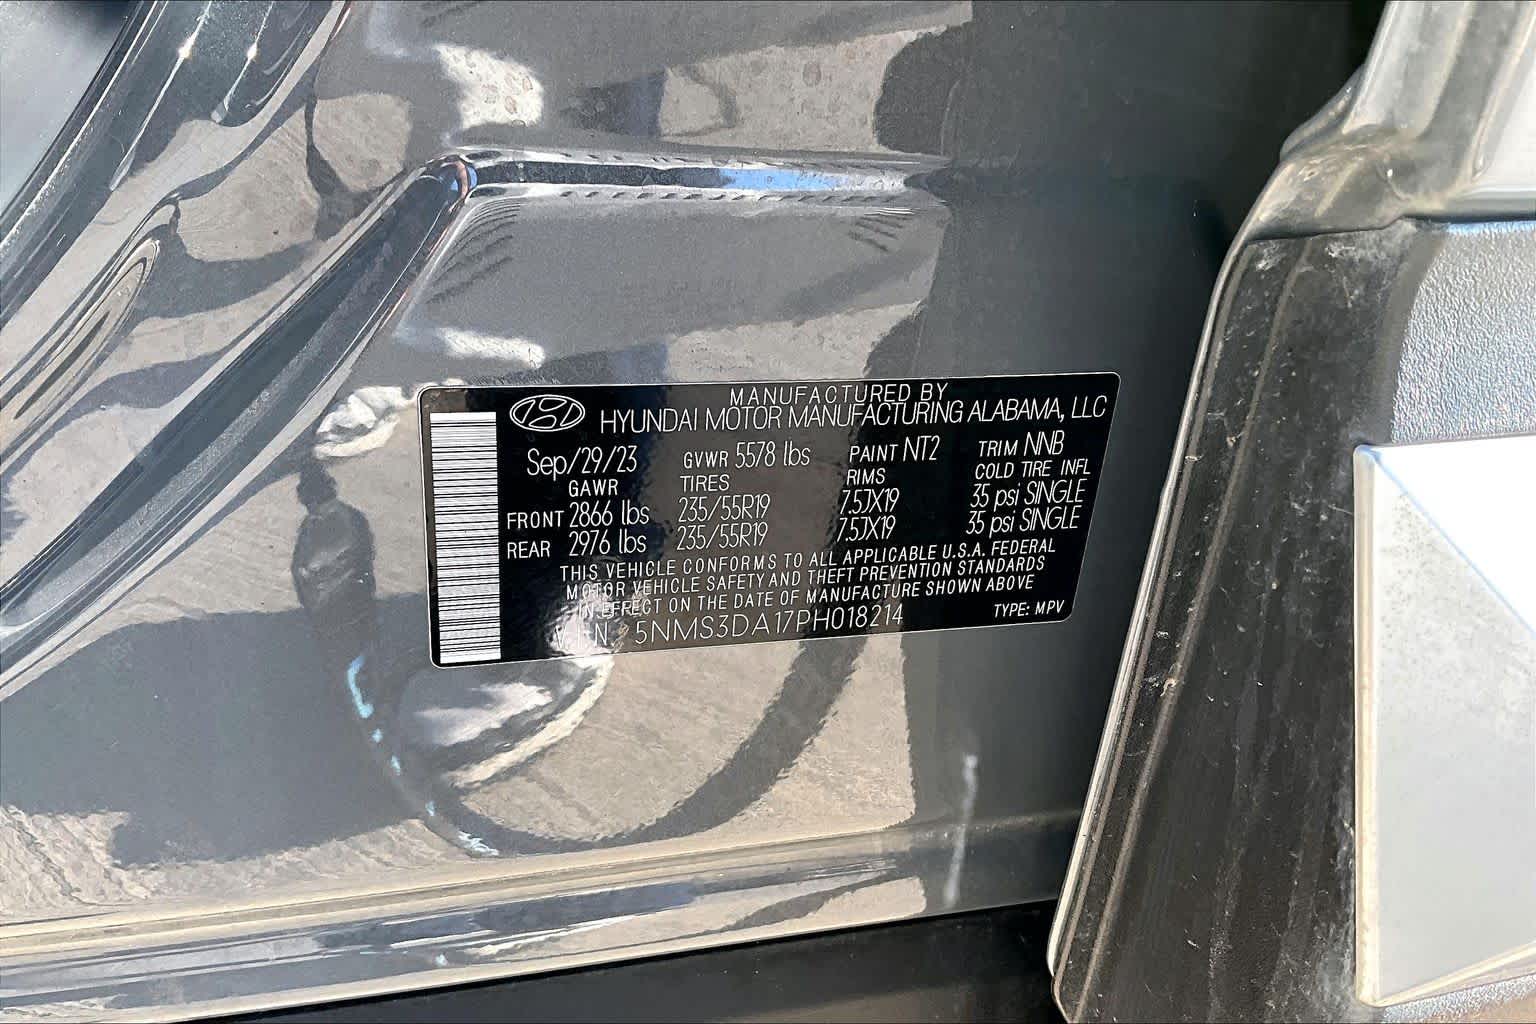 MANUFACTURED BY
HYUNDAI MOTOR MANUFACTURING ALABAMA, LLC
Sep/29/23 GVWR 5578 lbs PAINT NT2 TRIM NNB
GAWR TIRES RIMS COLD TIRE INFL
FRONT 2866 lbs 235/55R19 7.5JX19 35 psi SINGLE
REAR 2976 lbs 235/55R19 7.5JX19 35 psi SINGLE
THIS VEHICLE CONFORMS TO ALL APPLICABLE U.S.A. FEDERAL
MOTOR VEHICLE SAFETY AND THEFT PREVENTION STANDARDS
IN EFFECT ON THE DATE OF MANUFACTURE SHOWN ABOVE
V I N 5NMS3DA17PH018214 TYPE: MPV